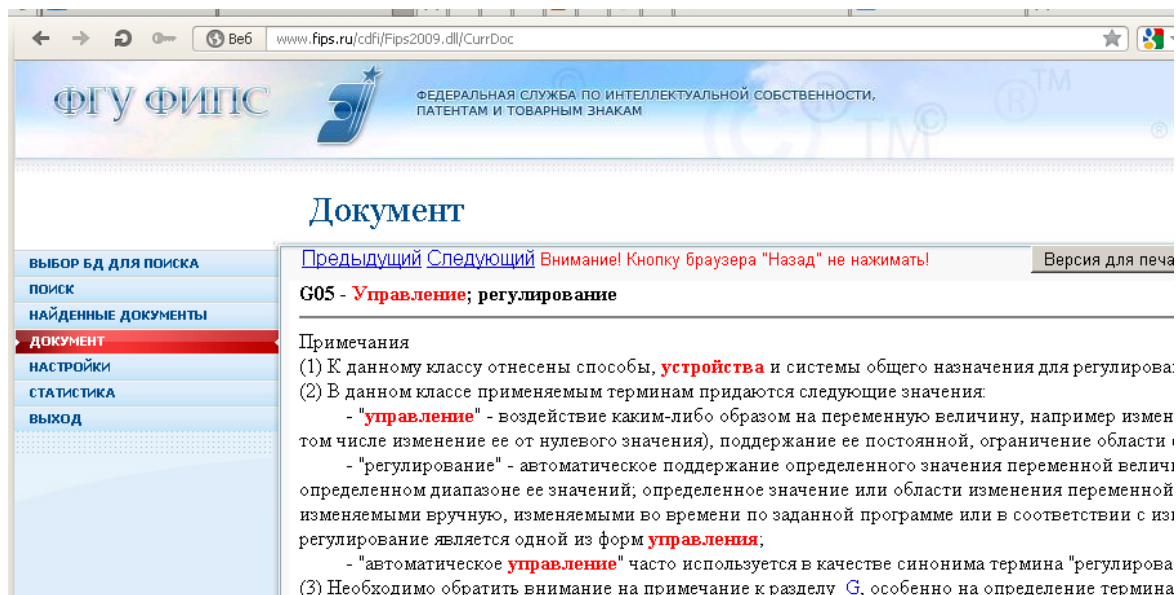 Веб
www.fips.ru/cdfi/Fips2009.dll/CurrDoc
ФГУ ФИПС
ФЕДЕРАЛЬНАЯ СЛУЖБА ПО ИНТЕЛЛЕКТУАЛЬНОЙ СОБСТВЕННОСТИ,
ПАТЕНТАМ И ТОВАРНЫМ ЗНАКАМ
© ® TM
© TM ®
Документ
ВЫБОР БД ДЛЯ ПОИСКА
ПОИСК
НАЙДЕННЫЕ ДОКУМЕНТЫ
ДОКУМЕНТ
НАСТРОЙКИ
СТАТИСТИКА
ВЫХОД
Предыдущий Следующий Внимание! Кнопку браузера "Назад" не нажимать! Версия для печа
G05 - Управление; регулирование
Примечания
(1) К данному классу отнесены способы, устройства и системы общего назначения для регулирова
(2) В данном классе применяемым терминам придаются следующие значения:
- "управление" - воздействие каким-либо образом на переменную величину, например измен
том числе изменение ее от нулевого значения), поддержание ее постоянной, ограничение области
- "регулирование" - автоматическое поддержание определенного значения переменной велич
определенном диапазоне ее значений; определенное значение или области изменения переменной
изменяемыми вручную, изменяемыми во времени по заданной программе или в соответствии с из
регулирование является одной из форм управления;
- "автоматическое управление" часто используется в качестве синонима термина "регулирова
(3) Необходимо обратить внимание на примечание к разделу G, особенно на определение термина